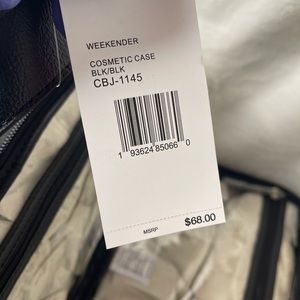 WEEKENDER
COSMETIC CASE
BLK/BLK
CBJ-1145
1 93624 85066 0
MSRP
$68.00